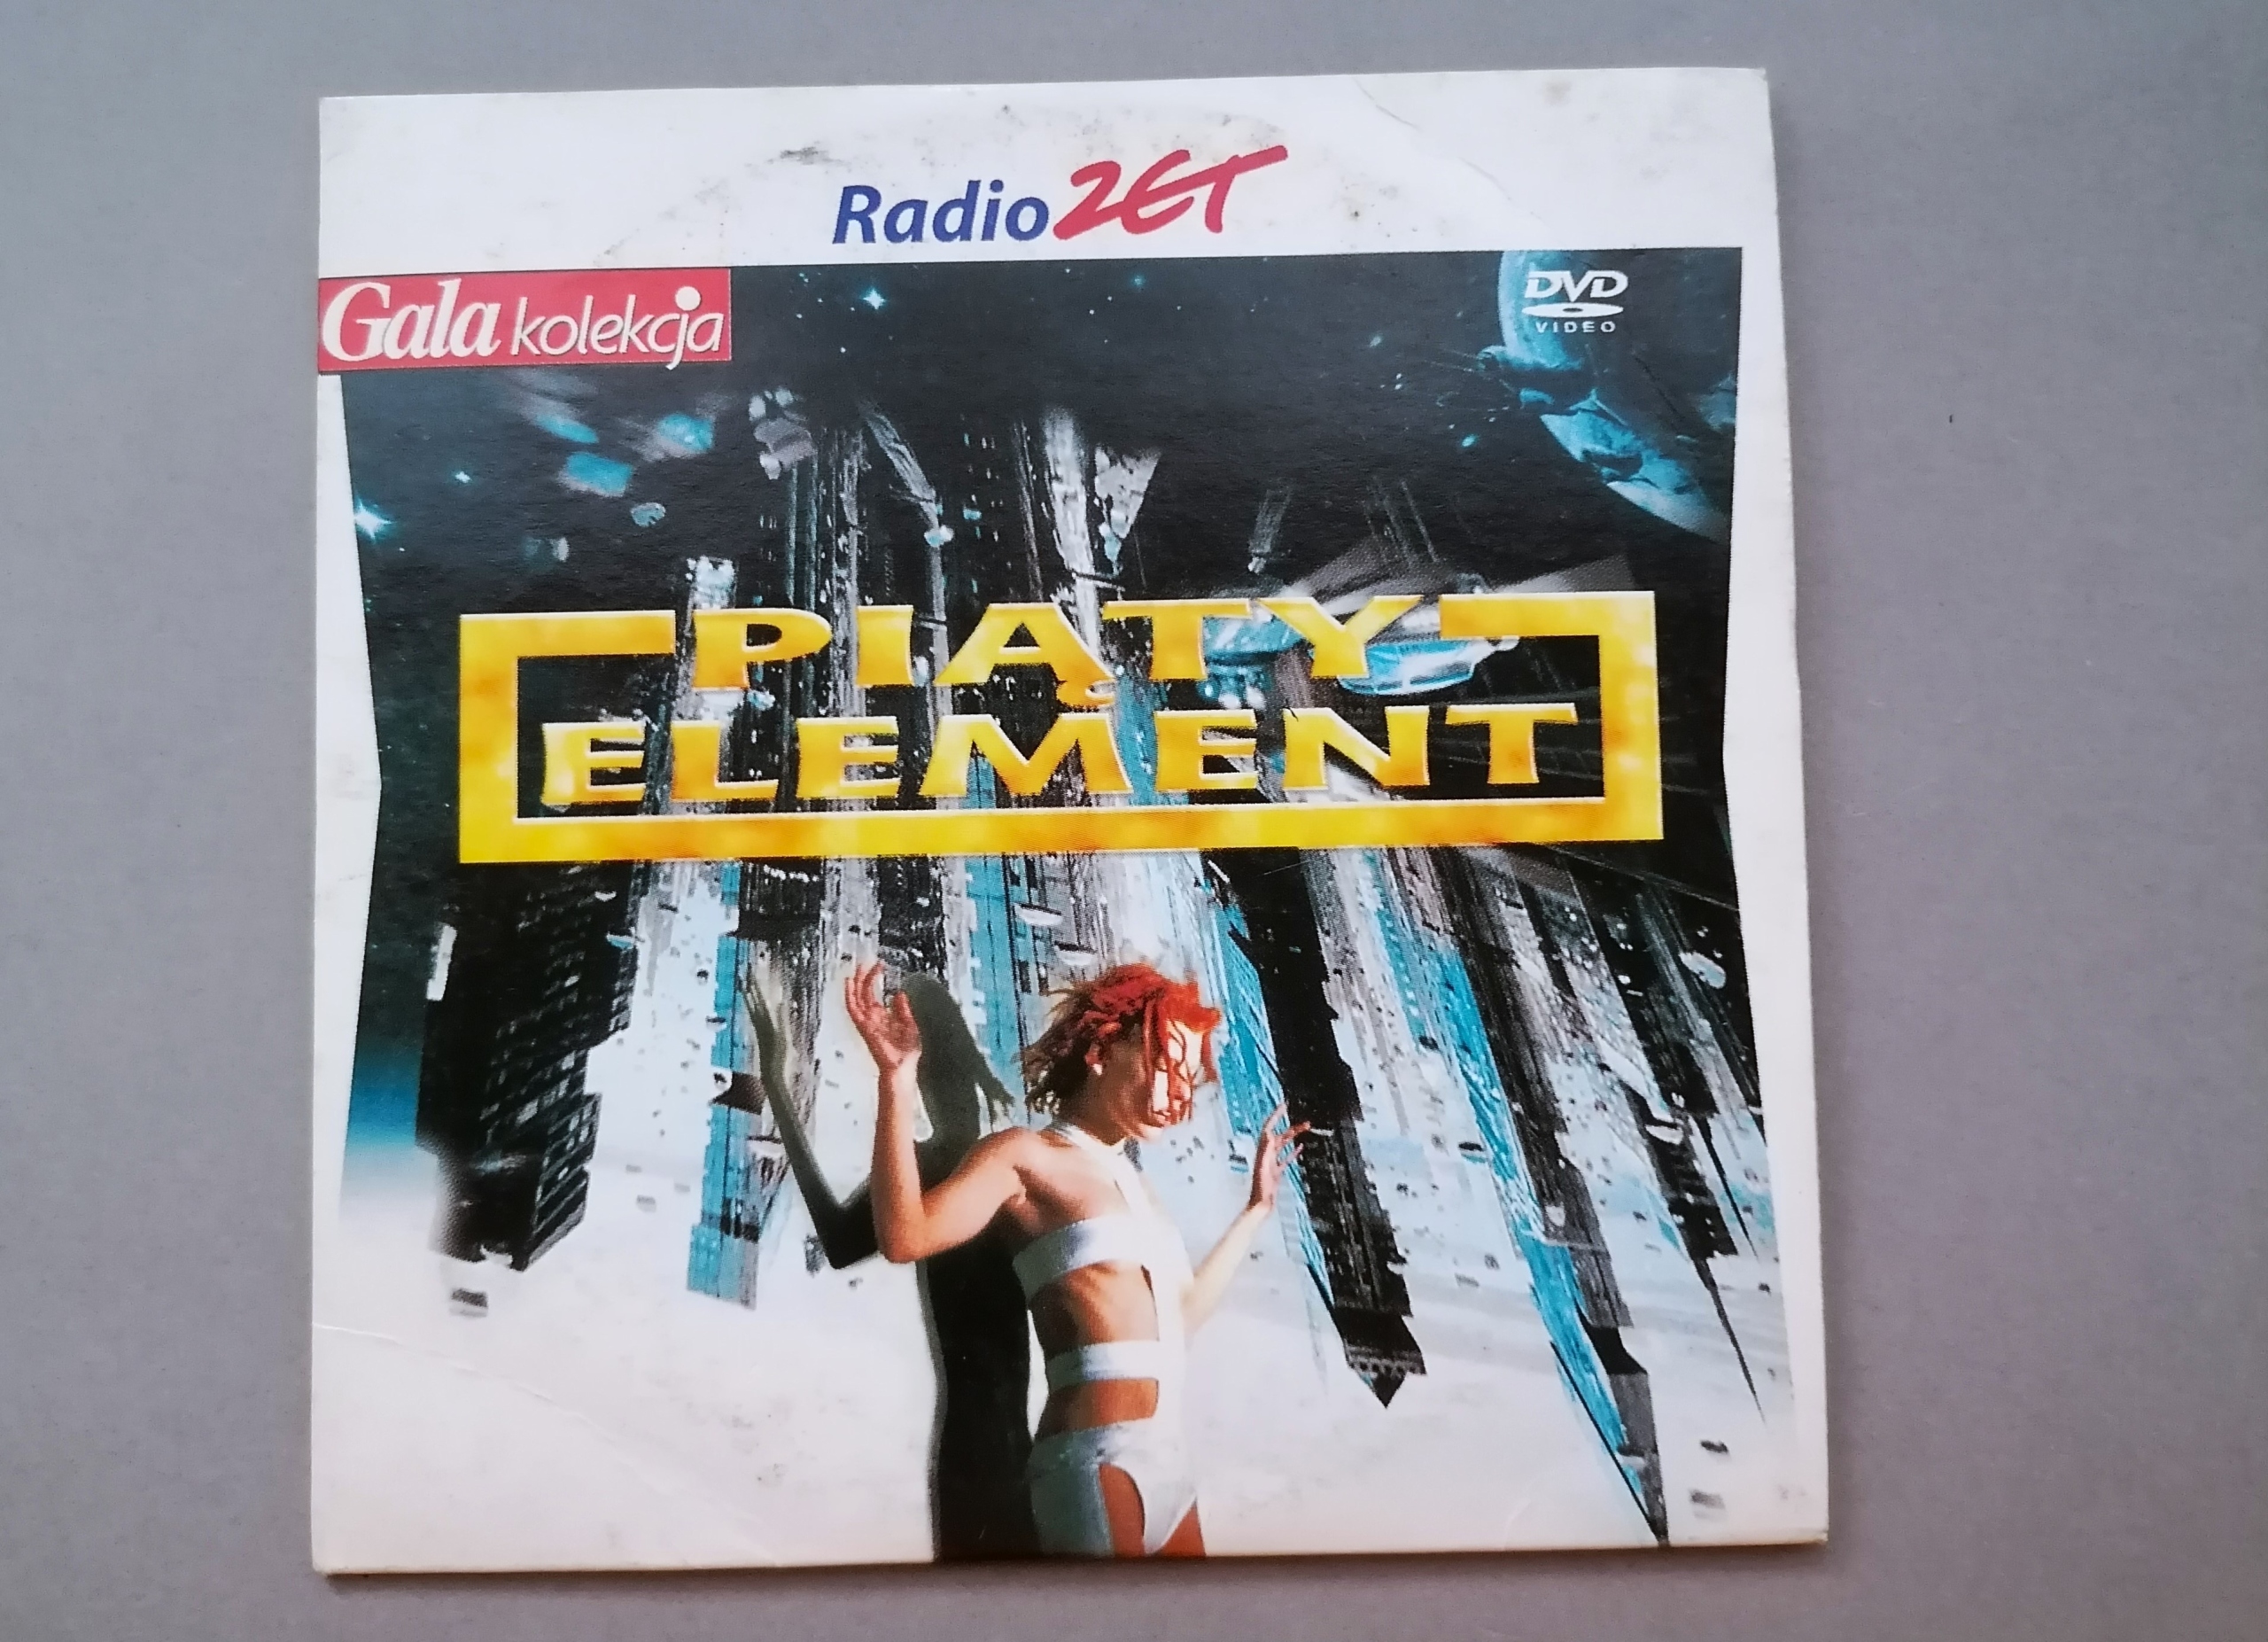 Radio ZET
Gala kolekcja
DVD
VIDEO
PIĄTY
ELEMENT